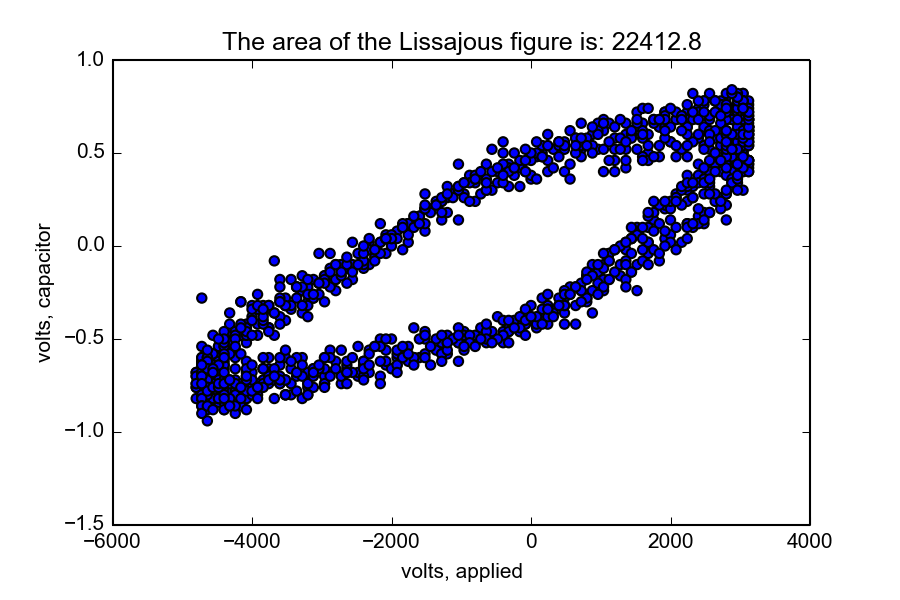 The area of the Lissajous figure is: 22412.8
1.0
0.5
0.0
−0.5
−1.0
−1.5
−6000 −4000 −2000 0 2000 4000
volts, capacitor
volts, applied